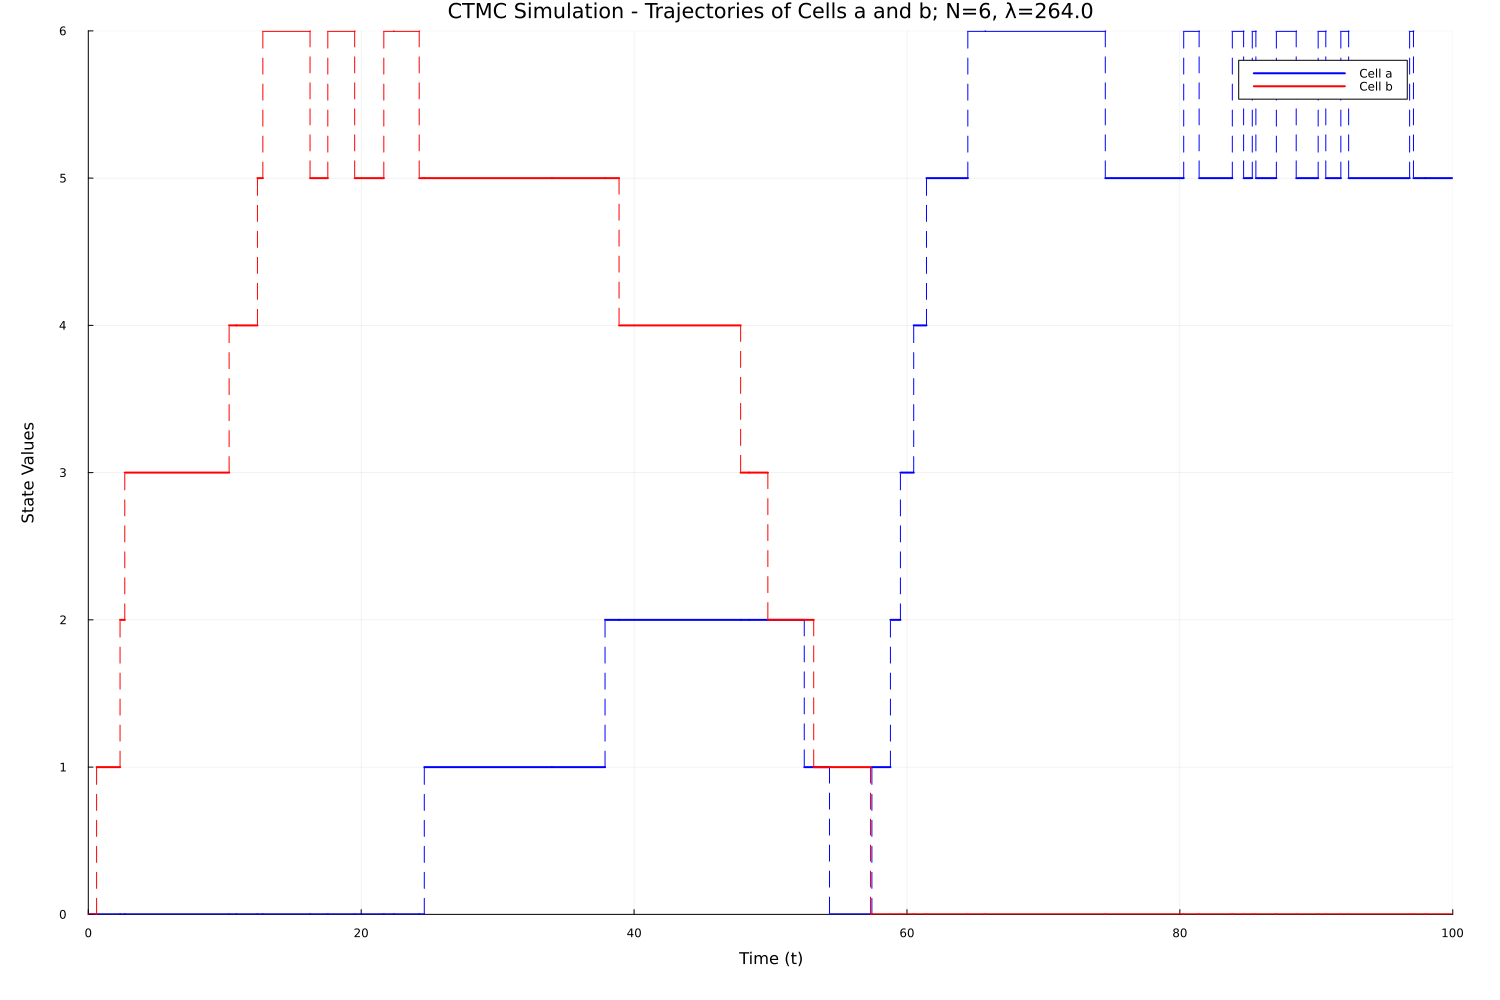 CTMC Simulation - Trajectories of Cells a and b; N=6, λ=264.0
6
Cell a
Cell b
5
4
State Values
3
2
1
0
0 20 40 60 80 100
Time (t)